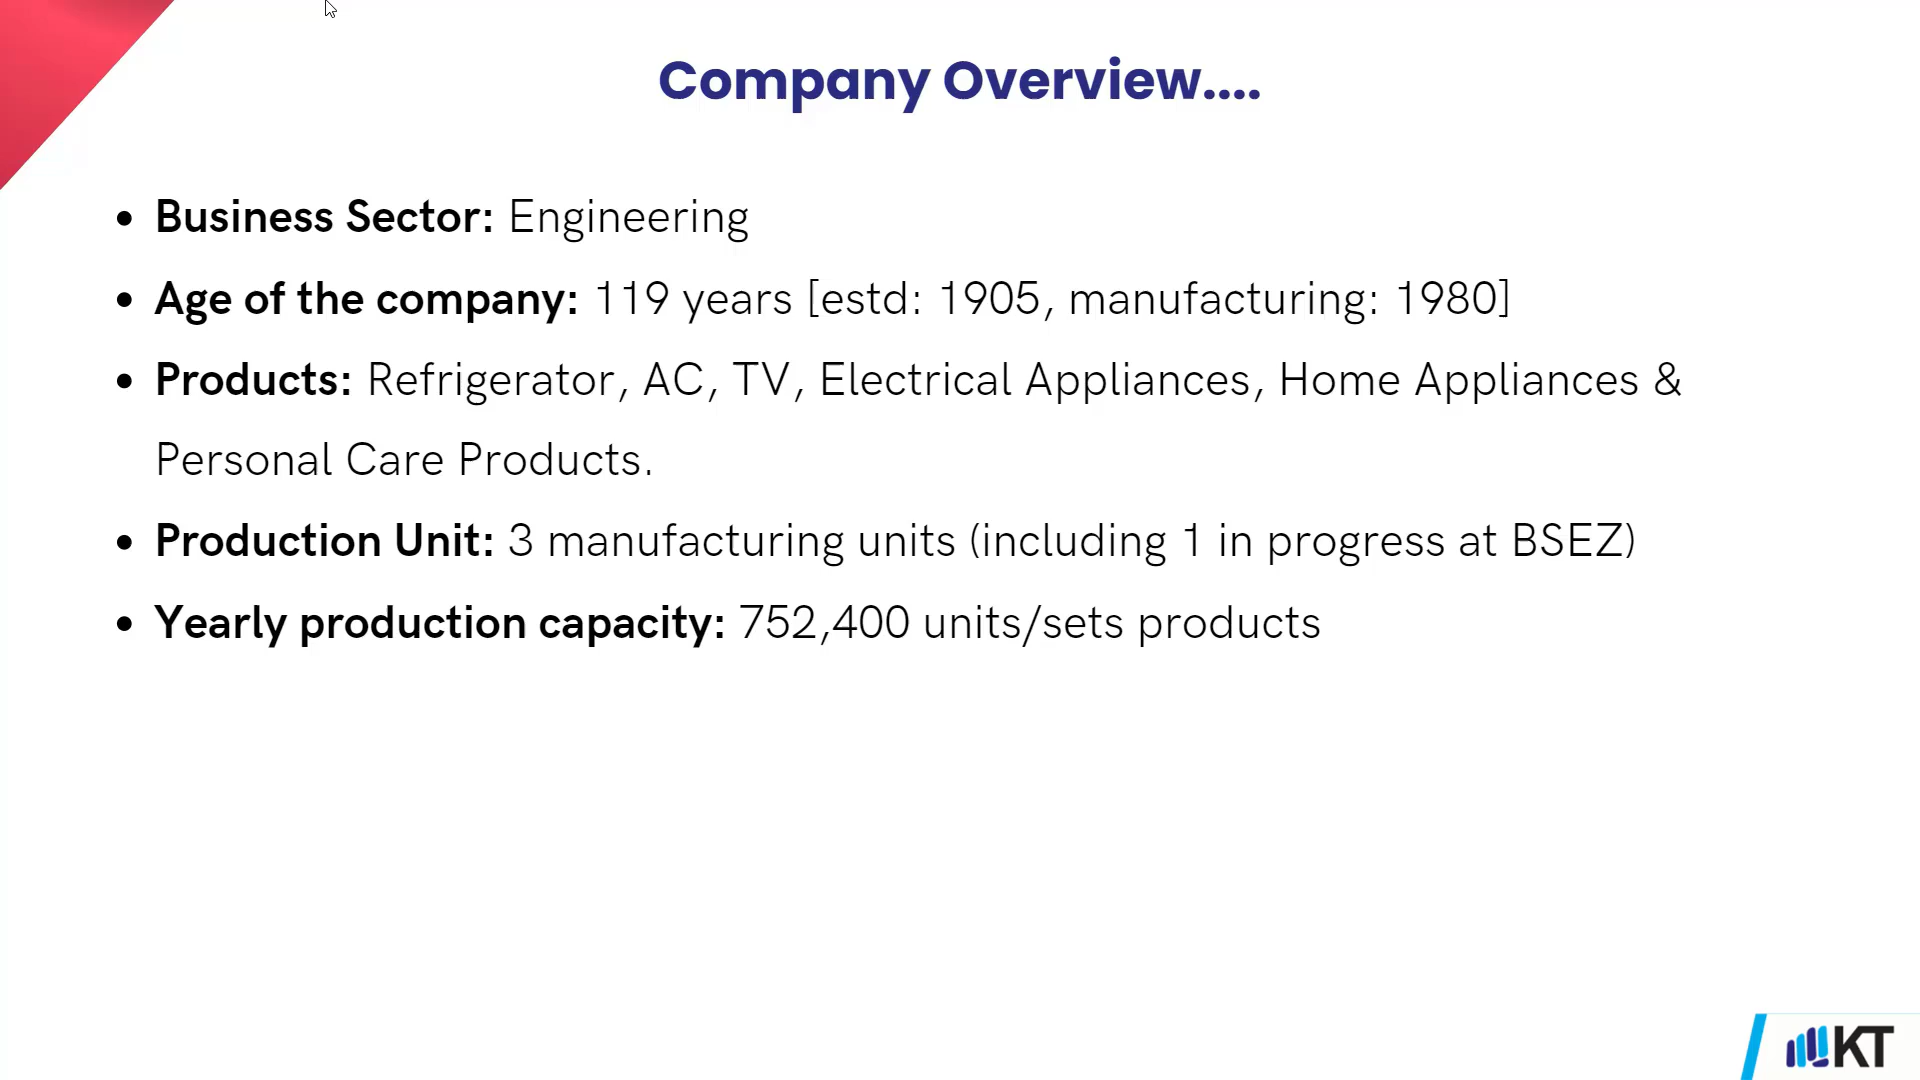 Company Overview....
• Business Sector: Engineering
• Age of the company: 119 years [estd: 1905, manufacturing: 1980]
• Products: Refrigerator, AC, TV, Electrical Appliances, Home Appliances &
Personal Care Products.
• Production Unit: 3 manufacturing units (including 1 in progress at BSEZ)
• Yearly production capacity: 752,400 units/sets products
KT